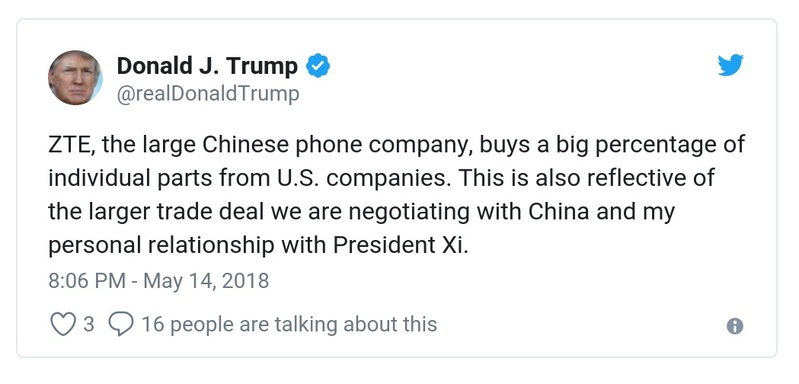 Donald J. Trump
@realDonaldTrump
ZTE, the large Chinese phone company, buys a big percentage of
individual parts from U.S. companies. This is also reflective of
the larger trade deal we are negotiating with China and my
personal relationship with President Xi.
8:06 PM - May 14, 2018
3 16 people are talking about this